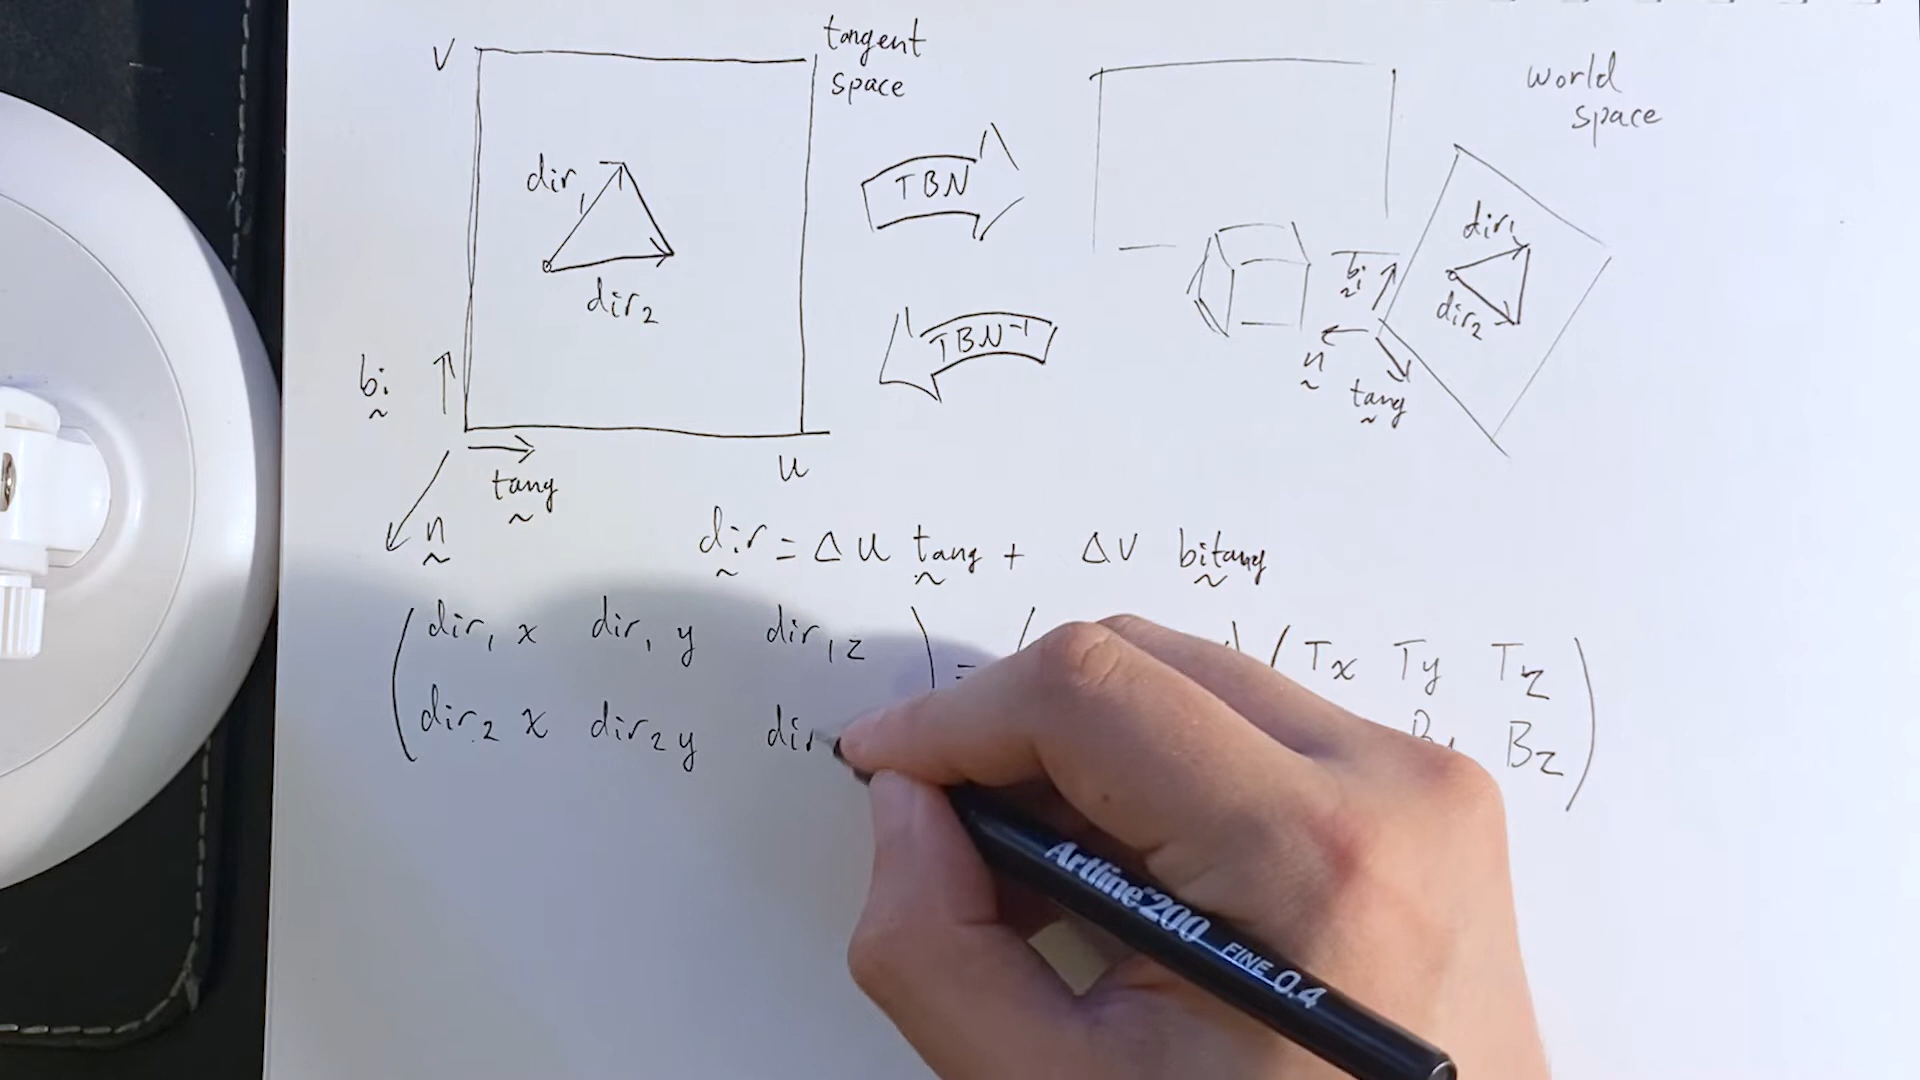 V
tangent
space
dir1
dir2
bi
tang
n
U
TBN
TBN⁻¹
world
space
dir1
dir2
bi
n
tang
dir = ΔU tang + ΔV bitang
dir1 x dir1 y dir1 z = Tx Ty Tz
dir2 x dir2 y dir Bz
Artline 200 FINE 0.4